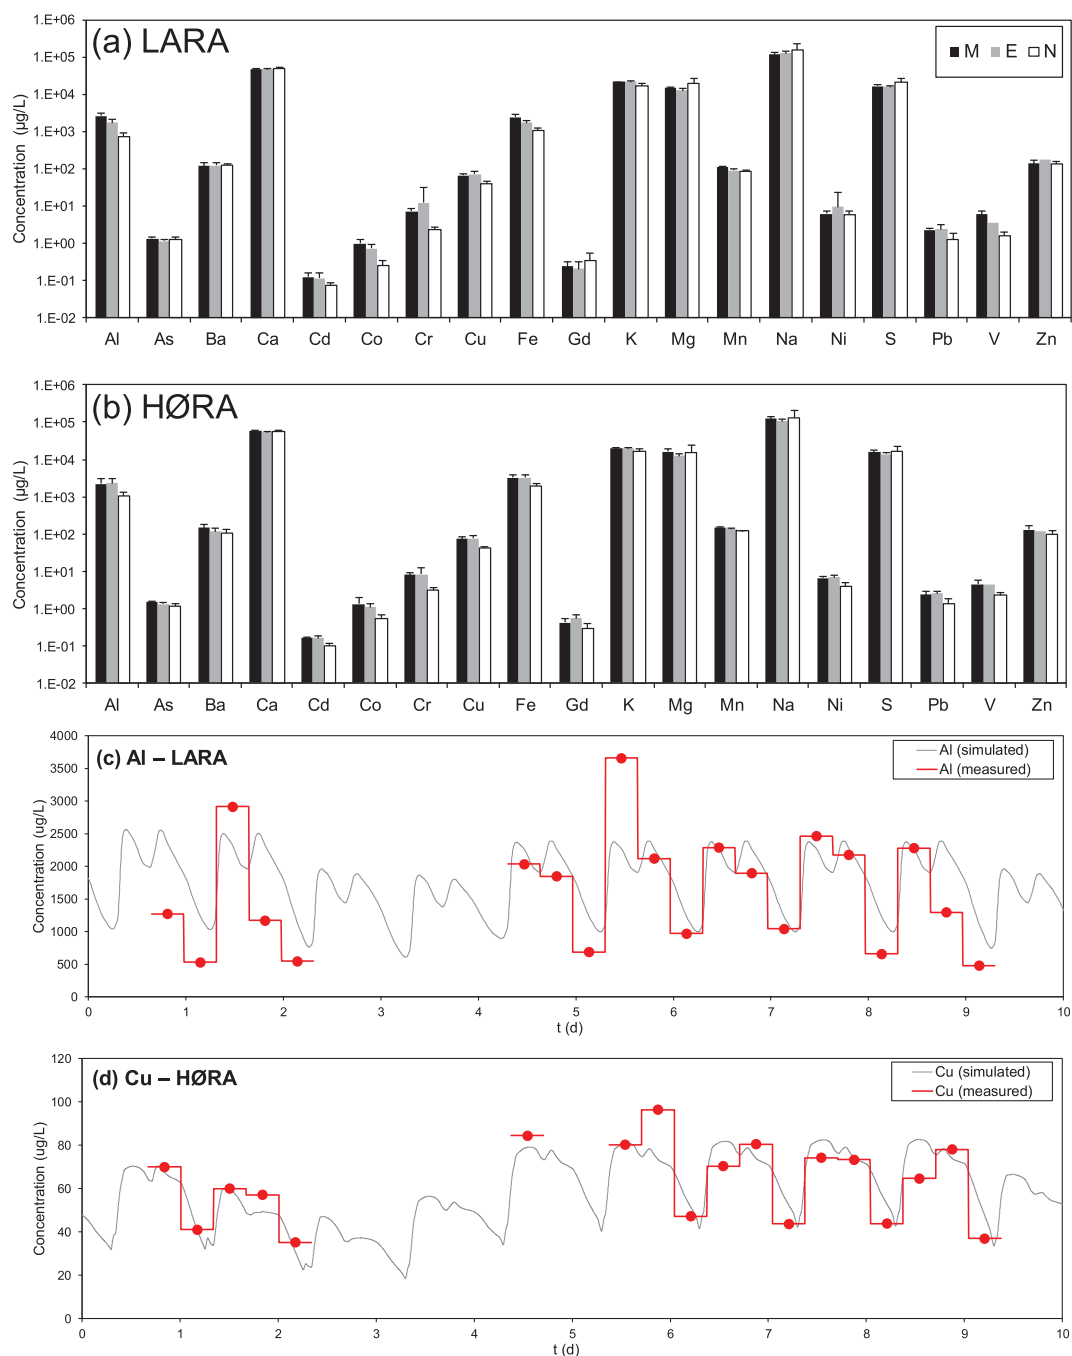 (a) LARA
M E N
Concentration (µg/L)
1.E+06
1.E+05
1.E+04
1.E+03
1.E+02
1.E+01
1.E+00
1.E-01
1.E-02
Al As Ba Ca Cd Co Cr Cu Fe Gd K Mg Mn Na Ni S Pb V Zn
(b) HØRA
Concentration (µg/L)
1.E+06
1.E+05
1.E+04
1.E+03
1.E+02
1.E+01
1.E+00
1.E-01
1.E-02
Al As Ba Ca Cd Co Cr Cu Fe Gd K Mg Mn Na Ni S Pb V Zn
(c) Al – LARA
Al (simulated)
Al (measured)
Concentration (ug/L)
4000
3500
3000
2500
2000
1500
1000
500
0
0 1 2 3 4 5 6 7 8 9 10
t (d)
(d) Cu – HØRA
Cu (simulated)
Cu (measured)
Concentration (ug/L)
120
100
80
60
40
20
0
0 1 2 3 4 5 6 7 8 9 10
t (d)